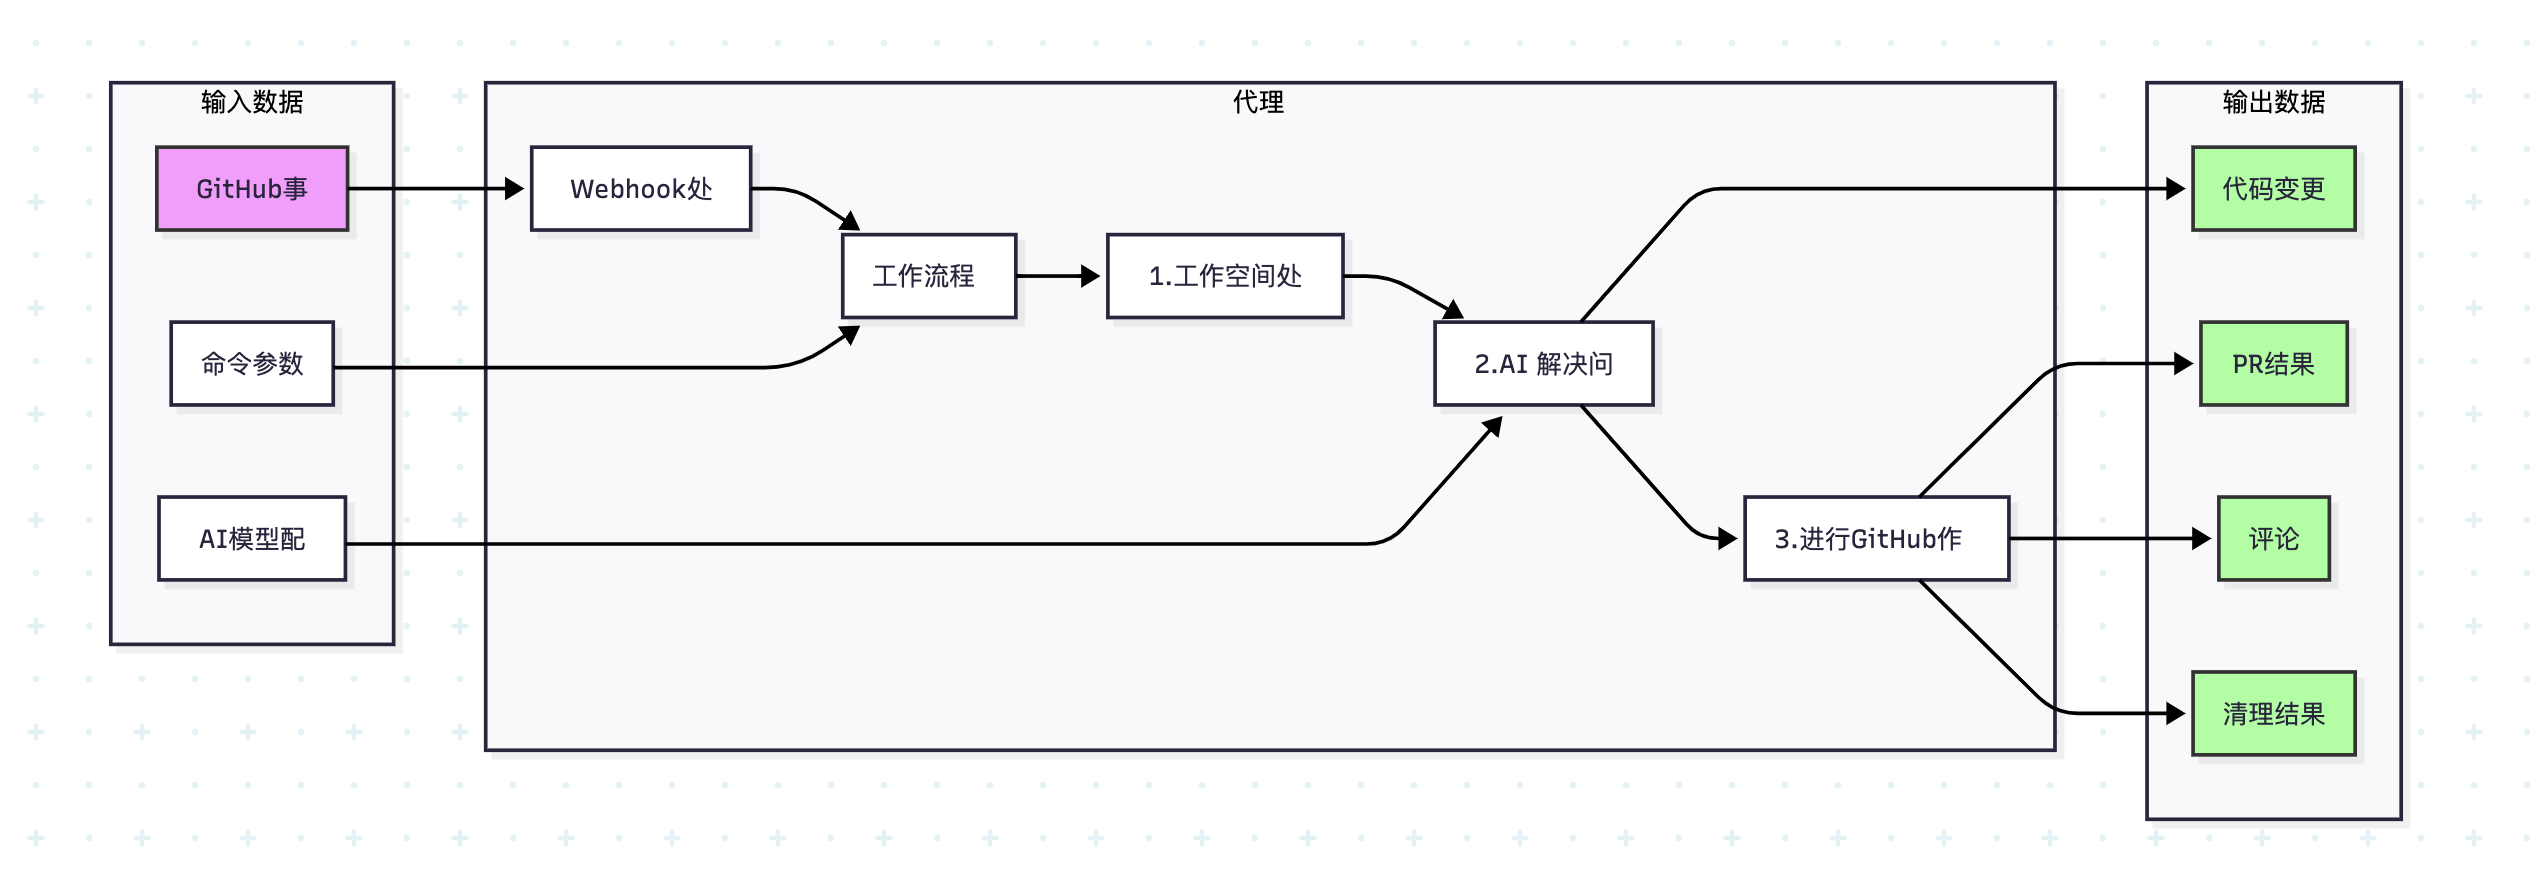 输入数据
GitHub事
命令参数
AI模型配
代理
Webhook处
工作流程
1.工作空间处
2.AI 解决问
3.进行GitHub作
输出数据
代码变更
PR结果
评论
清理结果